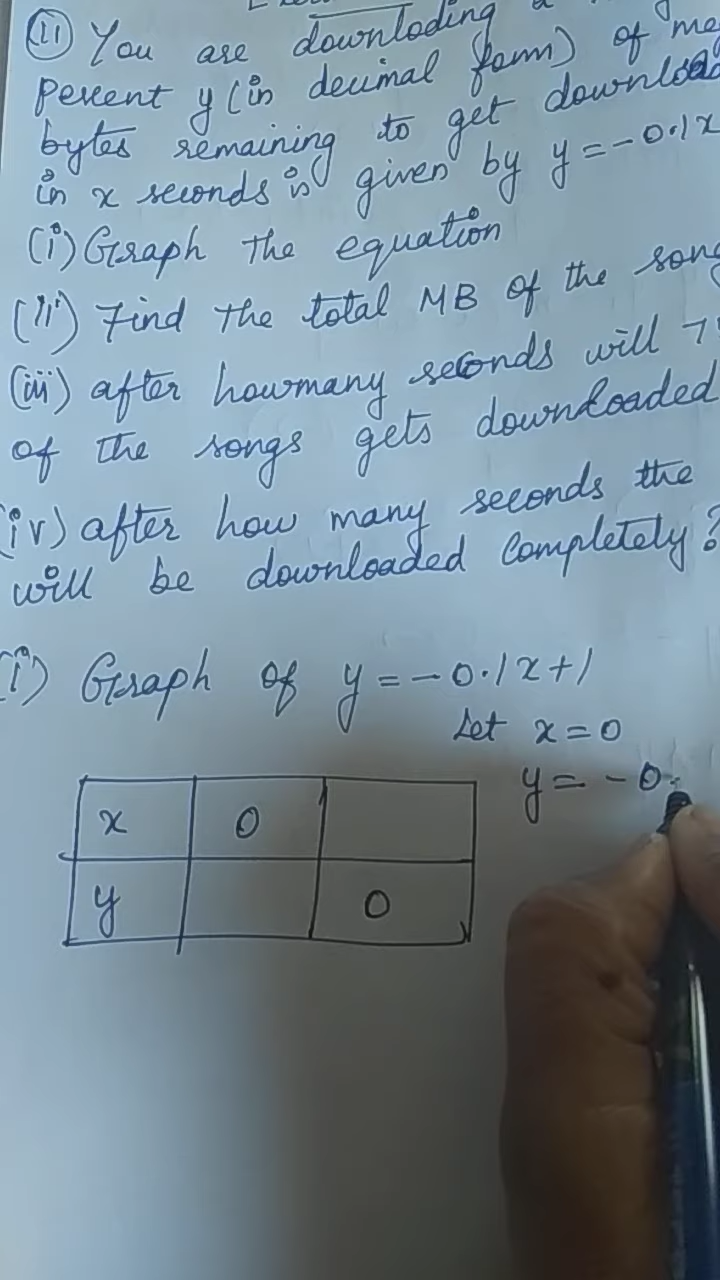 (11) You are downloding a
percent y (in decimal form) of me
bytes remaining to get downloa
in x seconds is given by y = -0.1x
(i) Graph the equation
(ii) Find the total MB of the song
(iii) after howmany seconds will 7
of the songs gets downloaded
(iv) after how many seconds the
will be downloaded completely?
(i) Graph of y = -0.1x+1
Let x = 0
y = -0.
x 0
y 0